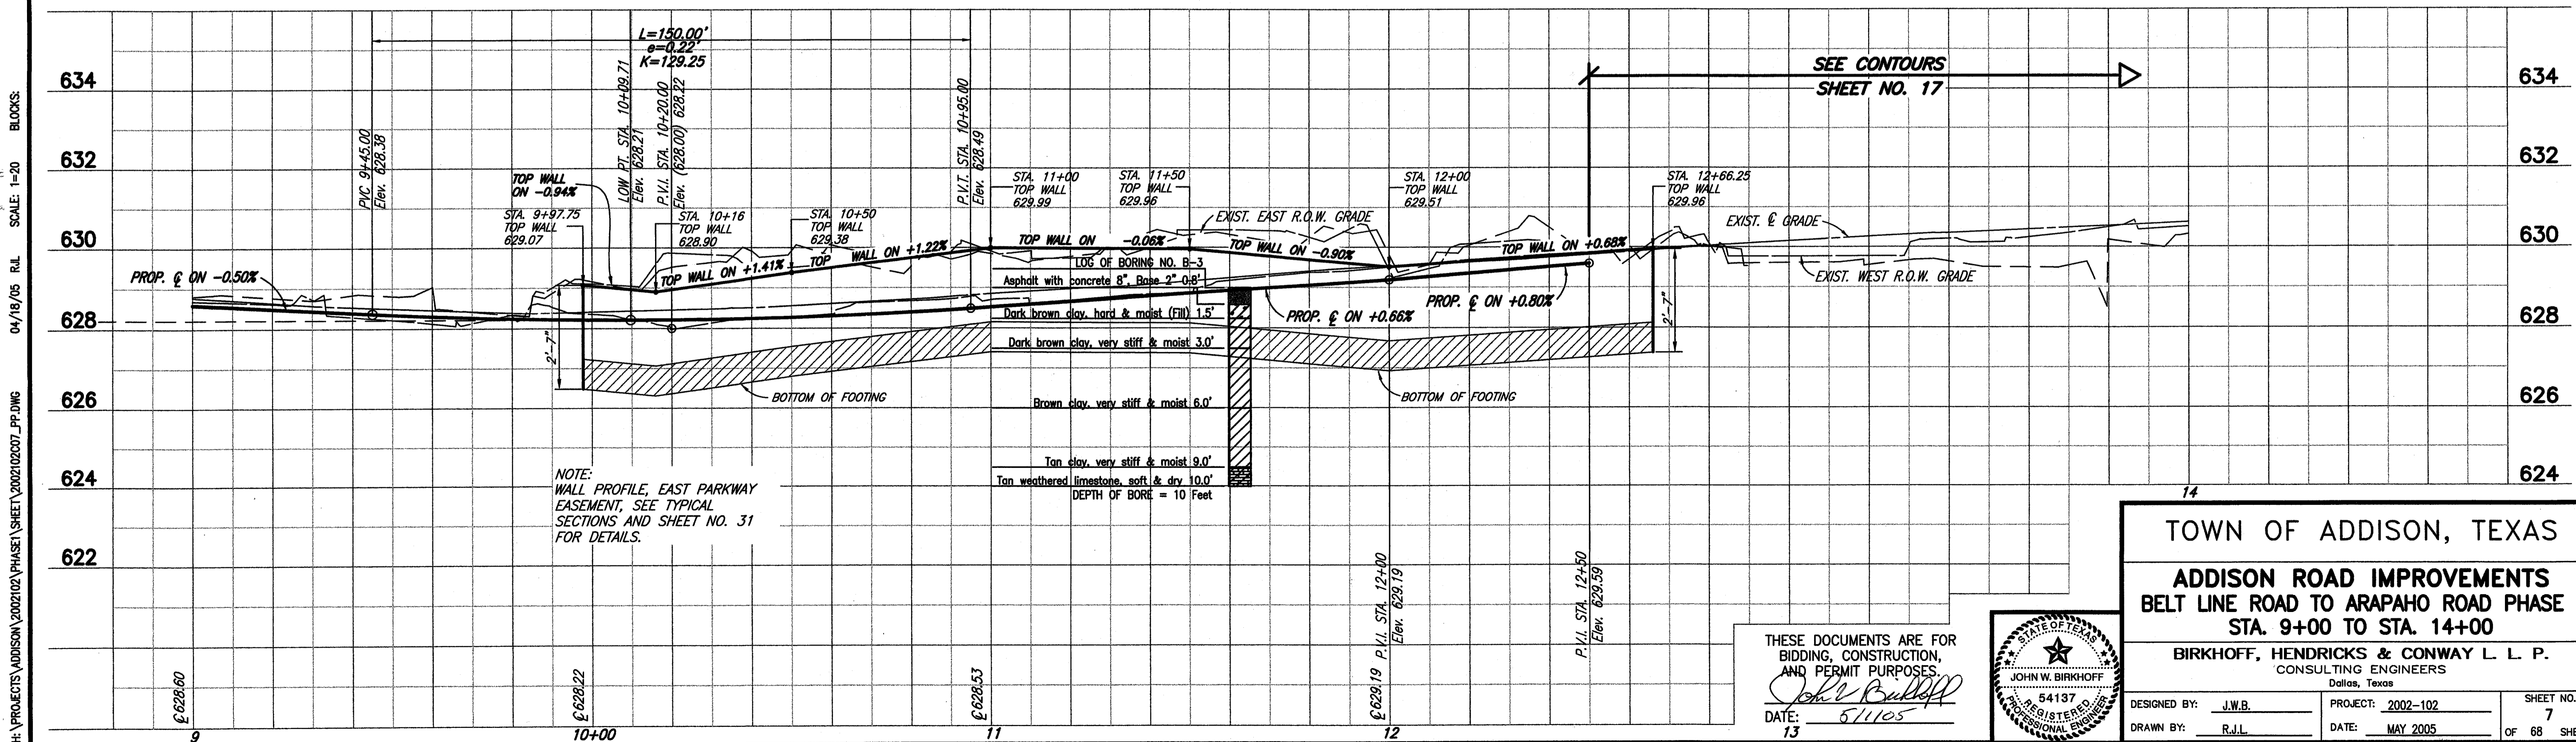 L=150.00'
e=0.22'
K=129.25
SEE CONTOURS
SHEET NO. 17
634
634
632
632
630
630
628
628
626
626
624
624
622
PVC 9+45.00
Elev. 628.38
LOW PT. STA. 10+09.71
Elev. 628.21
P.V.I. STA. 10+20.00
Elev. (628.00) 628.22
P.V.T. STA. 10+95.00
Elev. 628.49
TOP WALL
ON -0.94%
STA. 9+97.75
TOP WALL
629.07
STA. 10+16
TOP WALL
628.90
STA. 10+50
TOP WALL
629.38
STA. 11+00
TOP WALL
629.99
STA. 11+50
TOP WALL
629.96
STA. 12+00
TOP WALL
629.51
STA. 12+66.25
TOP WALL
629.96
EXIST. EAST R.O.W. GRADE
EXIST. ℄ GRADE
EXIST. WEST R.O.W. GRADE
PROP. ℄ ON -0.50%
TOP WALL ON +1.41%
TOP WALL ON +1.22%
TOP WALL ON -0.06%
TOP WALL ON -0.90%
TOP WALL ON +0.68%
PROP. ℄ ON +0.66%
PROP. ℄ ON +0.80%
2'-7"
2'-7"
LOG OF BORING NO. B-3
Asphalt with concrete 8", Base 2" 0.8'
Dark brown clay, hard & moist (Fill) 1.5'
Dark brown clay, very stiff & moist 3.0'
Brown clay, very stiff & moist 6.0'
Tan clay, very stiff & moist 9.0'
Tan weathered limestone, soft & dry 10.0'
DEPTH OF BORE = 10 Feet
BOTTOM OF FOOTING
BOTTOM OF FOOTING
NOTE:
WALL PROFILE, EAST PARKWAY
EASEMENT, SEE TYPICAL
SECTIONS AND SHEET NO. 31
FOR DETAILS.
P.V.I. STA. 12+00
Elev. 629.19
P.V.I. STA. 12+50
Elev. 629.59
℄ 628.60
℄ 628.22
℄ 628.53
℄ 629.19
9
10+00
11
12
13
14
THESE DOCUMENTS ARE FOR
BIDDING, CONSTRUCTION,
AND PERMIT PURPOSES.
John W Birkhoff
DATE: 5/1/05
STATE OF TEXAS
JOHN W. BIRKHOFF
54137
REGISTERED
PROFESSIONAL ENGINEER
TOWN OF ADDISON, TEXAS
ADDISON ROAD IMPROVEMENTS
BELT LINE ROAD TO ARAPAHO ROAD PHASE
STA. 9+00 TO STA. 14+00
BIRKHOFF, HENDRICKS & CONWAY L. L. P.
CONSULTING ENGINEERS
Dallas, Texas
DESIGNED BY: J.W.B.
PROJECT: 2002-102
SHEET NO.
7
DRAWN BY: R.J.L.
DATE: MAY 2005
OF 68
H:\PROJECTS\ADDISON\2002102\PHASE1\SHEET\2002102C07_PP.DWG 04/18/05 RJL SCALE: 1=20 BLOCKS: